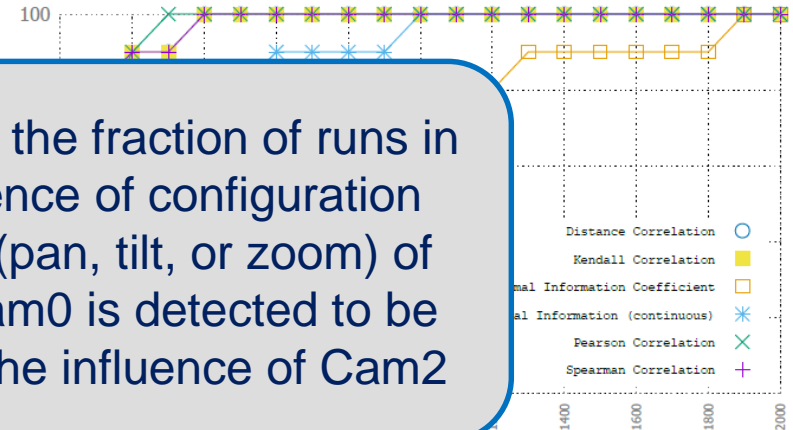 100
the fraction of runs in
ence of configuration
(pan, tilt, or zoom) of
am0 is detected to be
he influence of Cam2
Distance Correlation
Kendall Correlation
mal Information Coefficient
al Information (continuous)
Pearson Correlation
Spearman Correlation
1400
1600
1800
2000